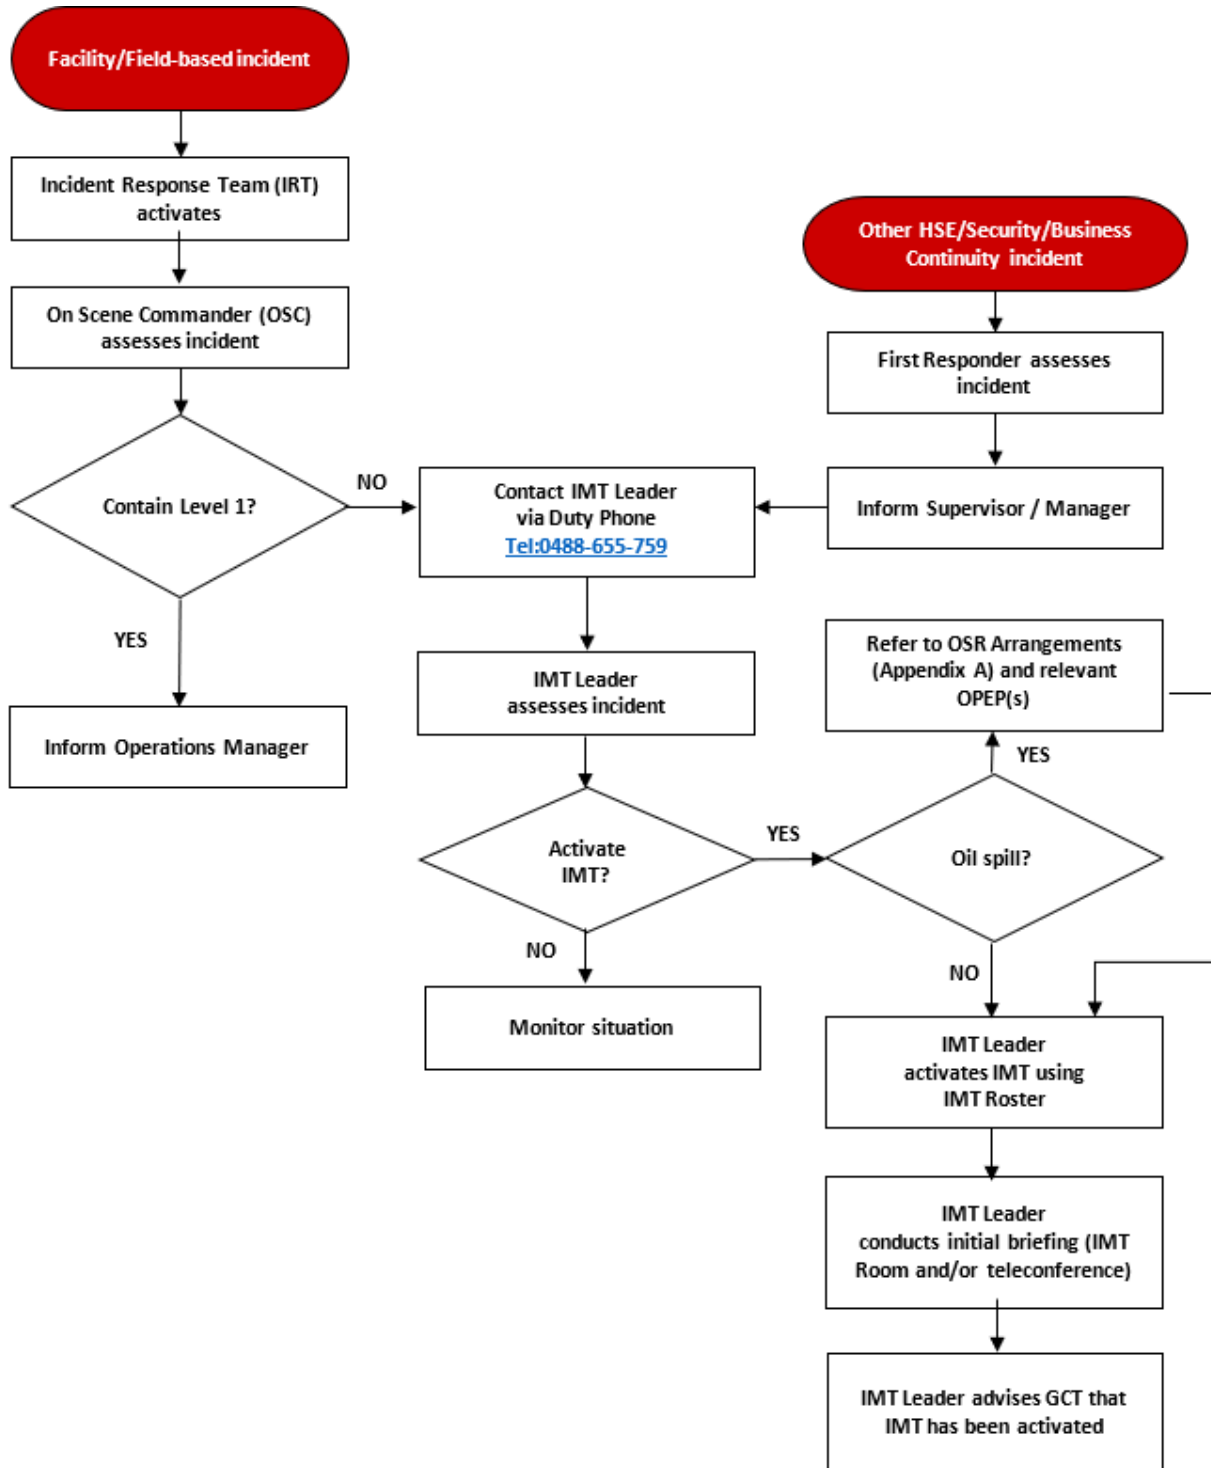 Facility/Field-based incident
Incident Response Team (IRT)
activates
On Scene Commander (OSC)
assesses incident
Contain Level 1?
NO
YES
Inform Operations Manager
Other HSE/Security/Business
Continuity incident
First Responder assesses
incident
Inform Supervisor / Manager
Contact IMT Leader
via Duty Phone
Tel:0488-655-759
IMT Leader
assesses incident
Activate
IMT?
YES
NO
Monitor situation
Refer to OSR Arrangements
(Appendix A) and relevant
OPEP(s)
YES
Oil spill?
NO
IMT Leader
activates IMT using
IMT Roster
IMT Leader
conducts initial briefing (IMT
Room and/or teleconference)
IMT Leader advises GCT that
IMT has been activated